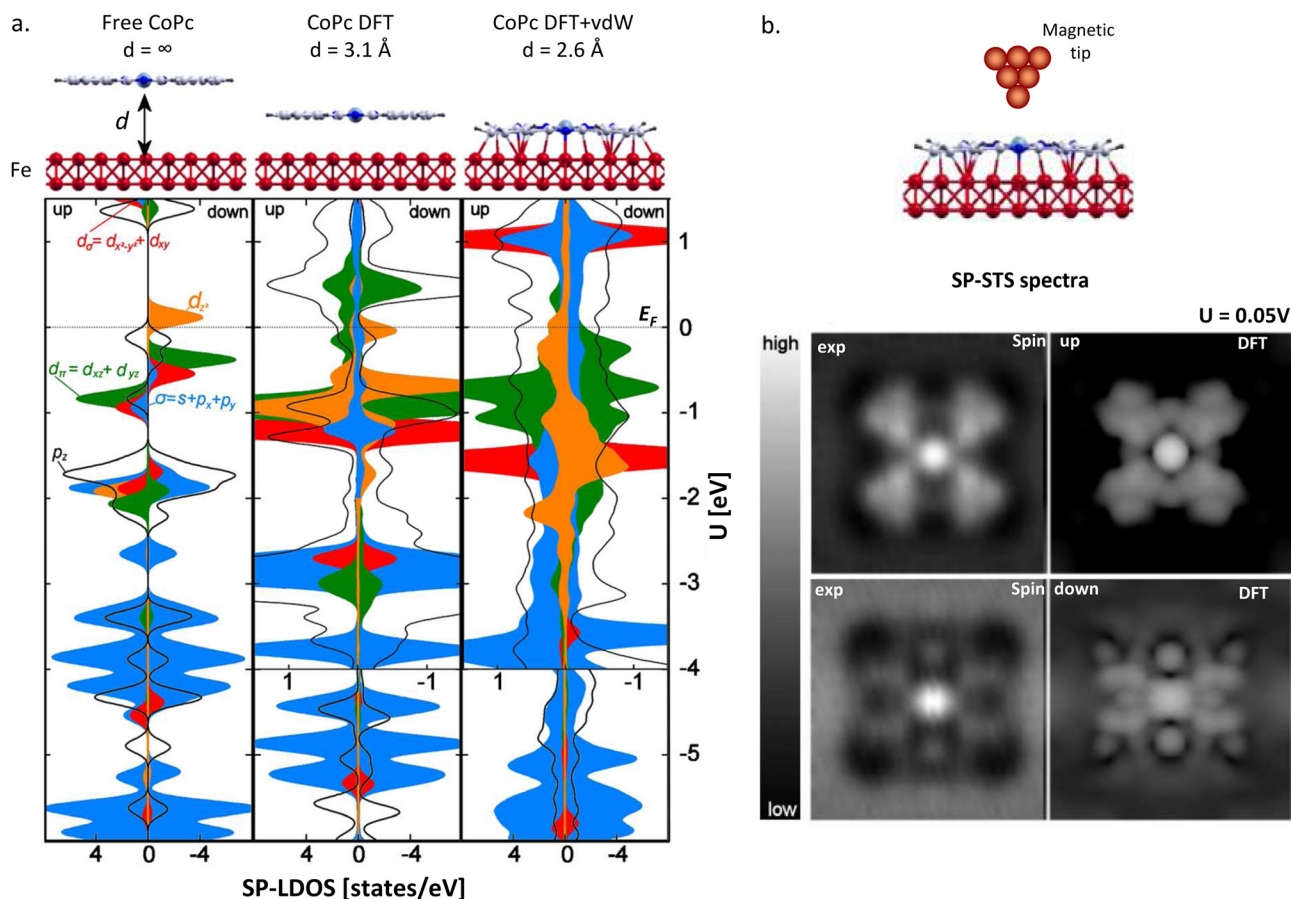 a.
Free CoPc
d = ∞
CoPc DFT
d = 3.1 Å
CoPc DFT+vdW
d = 2.6 Å
d
Fe
up down
up down
up down
dσ = dx²-y² + dxy
dz²
dπ = dxz + dyz
σ=s+px+py
pz
EF
1
0
-1
-2
-3
-4
-5
U [eV]
1 -1
1 -1
4 0 -4
4 0 -4
4 0 -4
SP-LDOS [states/eV]
b.
Magnetic
tip
SP-STS spectra
U = 0.05V
high
low
exp Spin up DFT
exp Spin down DFT